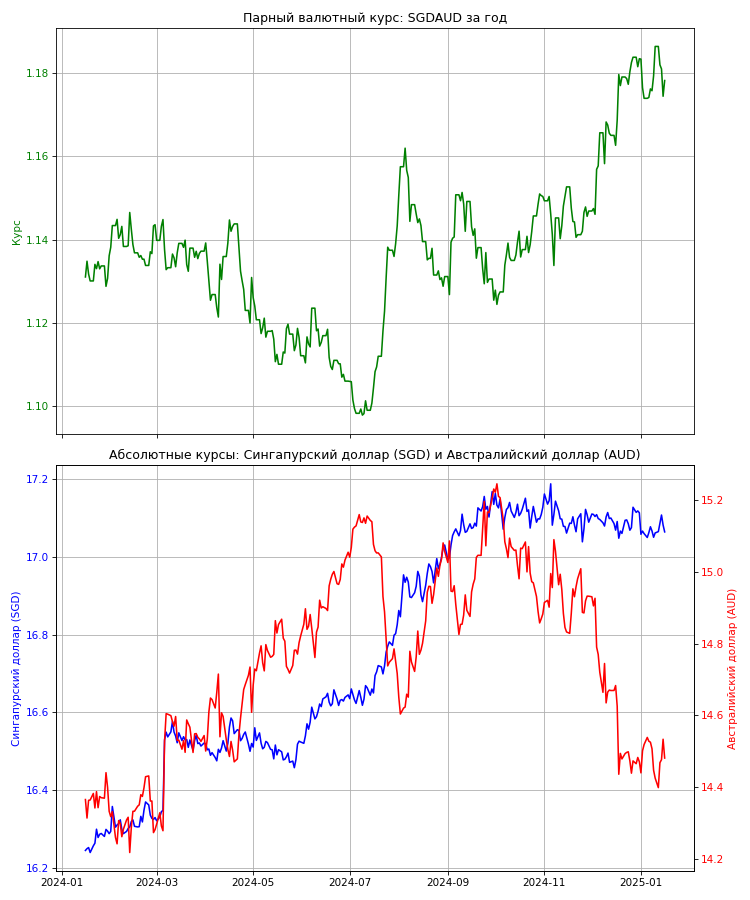 Парный валютный курс: SGDAUD за год
1.18
1.16
1.14
1.12
1.10
Курс
Абсолютные курсы: Сингапурский доллар (SGD) и Австралийский доллар (AUD)
17.2
17.0
16.8
16.6
16.4
16.2
Сингапурский доллар (SGD)
15.2
15.0
14.8
14.6
14.4
14.2
Австралийский доллар (AUD)
2024-01 2024-03 2024-05 2024-07 2024-09 2024-11 2025-01